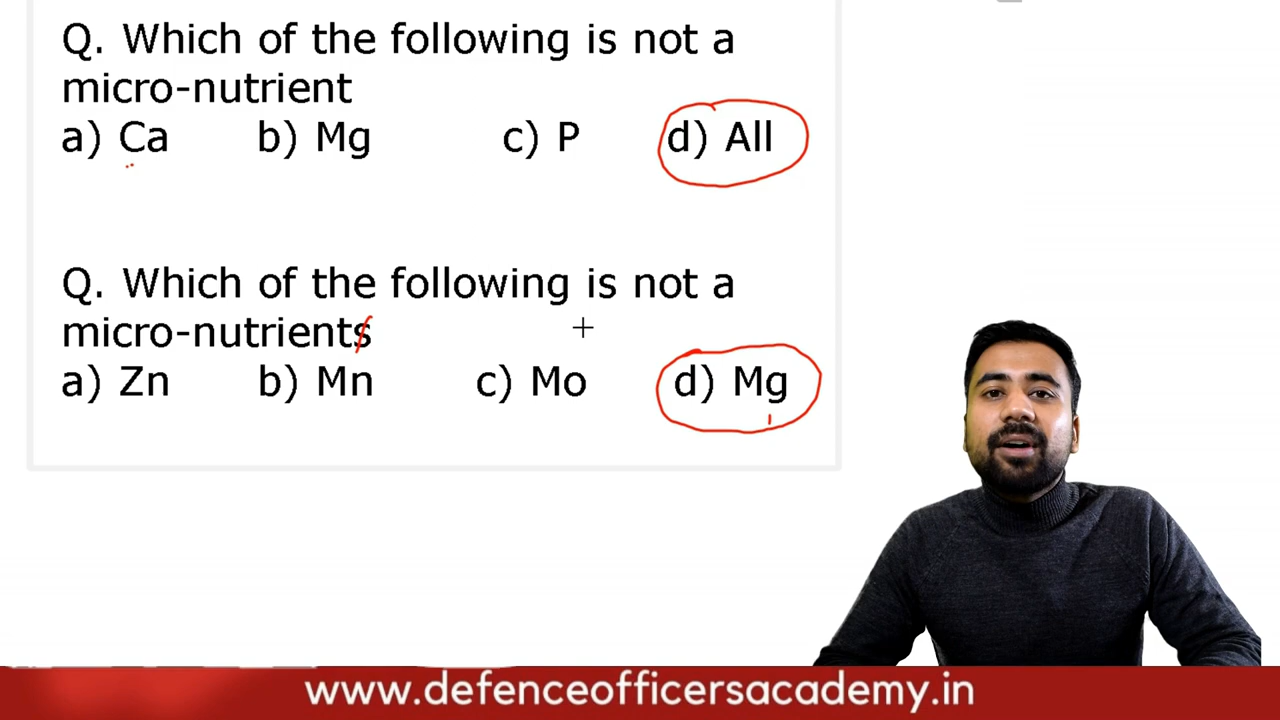 Q. Which of the following is not a
micro-nutrient
a) Ca b) Mg c) P d) All
Q. Which of the following is not a
micro-nutrients
a) Zn b) Mn c) Mo d) Mg
www.defenceofficersacademy.in